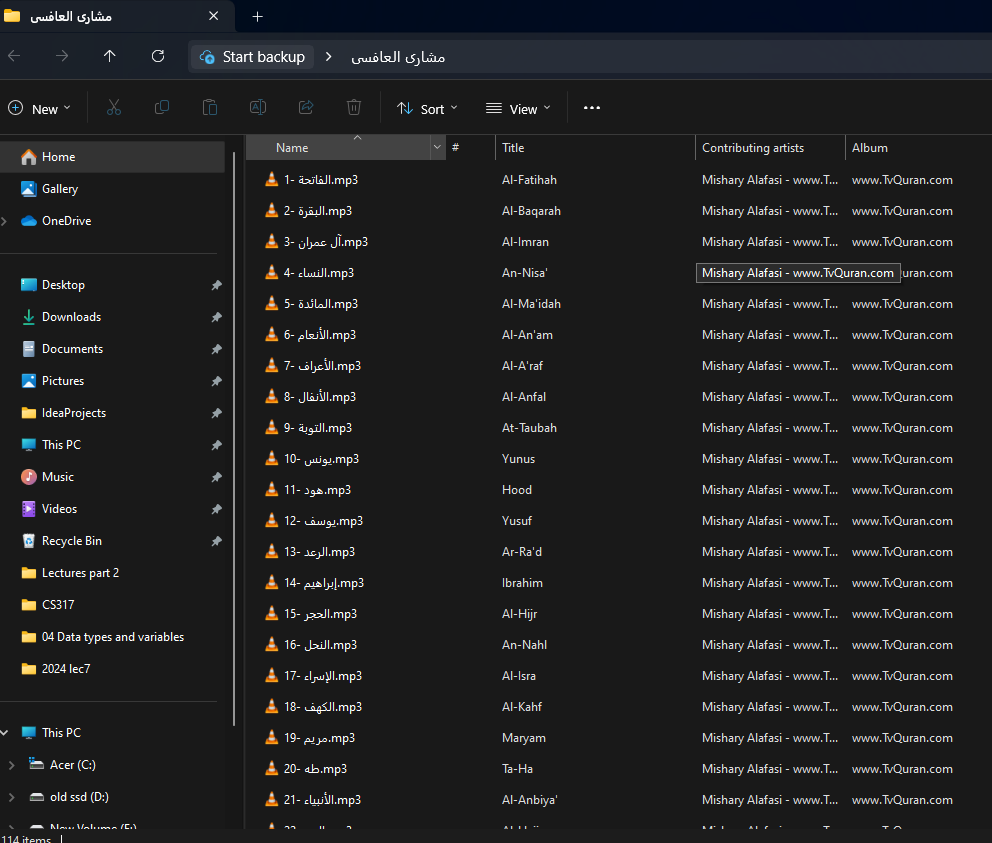 مشارى العافسى
Start backup > مشارى العافسى
New Sort View ...
Name # Title Contributing artists Album
Home
Gallery
OneDrive
Desktop
Downloads
Documents
Pictures
IdeaProjects
This PC
Music
Videos
Recycle Bin
Lectures part 2
CS317
04 Data types and variables
2024 lec7
This PC
Acer (C:)
old ssd (D:)
New Volume (F:)
1- الفاتحة.mp3 Al-Fatihah Mishary Alafasi - www.T... www.TvQuran.com
2- البقرة.mp3 Al-Baqarah Mishary Alafasi - www.T... www.TvQuran.com
3- آل عمران.mp3 Al-Imran Mishary Alafasi - www.T... www.TvQuran.com
4- النساء.mp3 An-Nisa' Mishary Alafasi - www.TvQuran.com uran.com
5- المائدة.mp3 Al-Ma'idah Mishary Alafasi - www.T... www.TvQuran.com
6- الأنعام.mp3 Al-An'am Mishary Alafasi - www.T... www.TvQuran.com
7- الأعراف.mp3 Al-A'raf Mishary Alafasi - www.T... www.TvQuran.com
8- الأنفال.mp3 Al-Anfal Mishary Alafasi - www.T... www.TvQuran.com
9- التوبة.mp3 At-Taubah Mishary Alafasi - www.T... www.TvQuran.com
10- يونس.mp3 Yunus Mishary Alafasi - www.T... www.TvQuran.com
11- هود.mp3 Hood Mishary Alafasi - www.T... www.TvQuran.com
12- يوسف.mp3 Yusuf Mishary Alafasi - www.T... www.TvQuran.com
13- الرعد.mp3 Ar-Ra'd Mishary Alafasi - www.T... www.TvQuran.com
14- إبراهيم.mp3 Ibrahim Mishary Alafasi - www.T... www.TvQuran.com
15- الحجر.mp3 Al-Hijr Mishary Alafasi - www.T... www.TvQuran.com
16- النحل.mp3 An-Nahl Mishary Alafasi - www.T... www.TvQuran.com
17- الإسراء.mp3 Al-Isra Mishary Alafasi - www.T... www.TvQuran.com
18- الكهف.mp3 Al-Kahf Mishary Alafasi - www.T... www.TvQuran.com
19- مريم.mp3 Maryam Mishary Alafasi - www.T... www.TvQuran.com
20- طه.mp3 Ta-Ha Mishary Alafasi - www.T... www.TvQuran.com
21- الأنبياء.mp3 Al-Anbiya' Mishary Alafasi - www.T... www.TvQuran.com
114 items